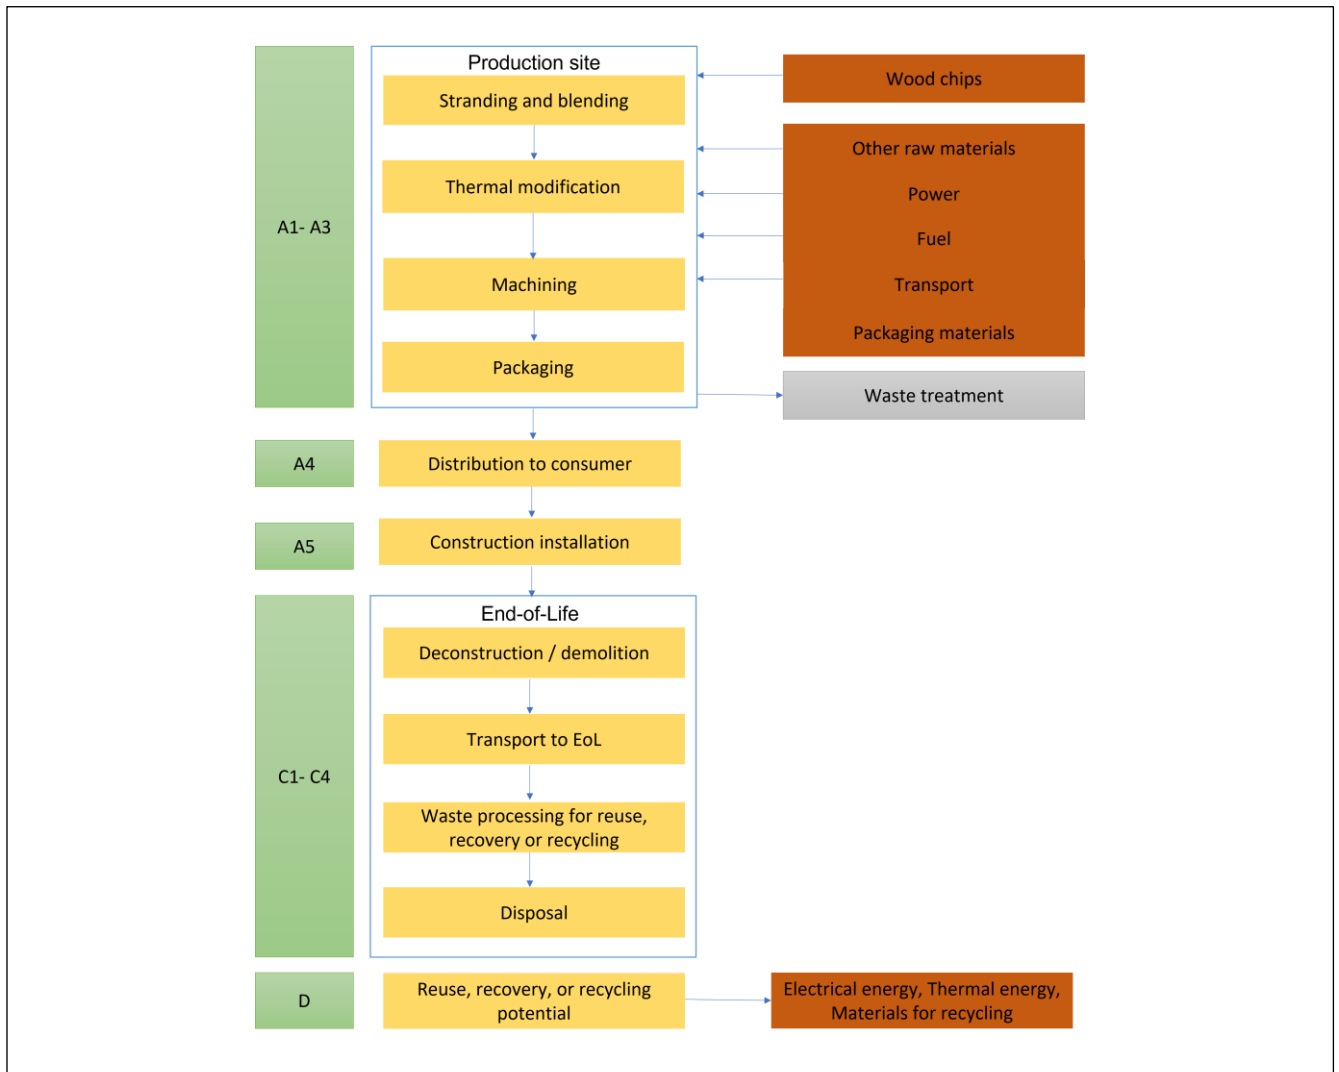 Production site
Stranding and blending
Wood chips
Other raw materials
Thermal modification
Power
A1- A3
Fuel
Machining
Transport
Packaging materials
Packaging
Waste treatment
A4
Distribution to consumer
A5
Construction installation
End-of-Life
Deconstruction / demolition
Transport to EoL
C1- C4
Waste processing for reuse,
recovery or recycling
Disposal
D
Reuse, recovery, or recycling
potential
Electrical energy, Thermal energy,
Materials for recycling